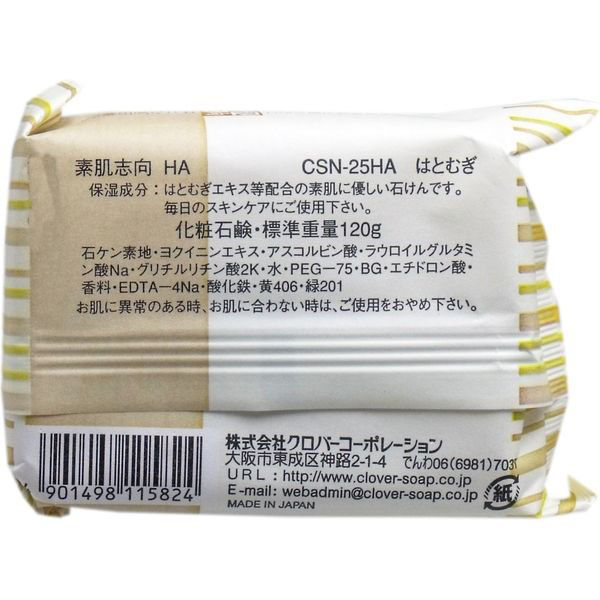 素肌志向 HA CSN-25HA はとむぎ
保湿成分:はとむぎエキス等配合の素肌に優しい石けんです。
毎日のスキンケアにご使用下さい。
化粧石鹸・標準重量120g
石ケン素地・ヨクイニンエキス・アスコルビン酸・ラウロイルグルタミ
ン酸Na・グリチルリチン酸2K・水・PEG－75・BG・エチドロン酸・
香料・EDTA－4Na・酸化鉄・黄406・緑201
お肌に異常のある時、お肌に合わない時は、ご使用をおやめ下さい。
株式会社クロバーコーポレーション
大阪市東成区神路2-1-4 でんわ06(6981)703
URL：http://www.clover-soap.co.jp
E-mail：webadmin@clover-soap.co.jp
MADE IN JAPAN
4 901498 115824
紙